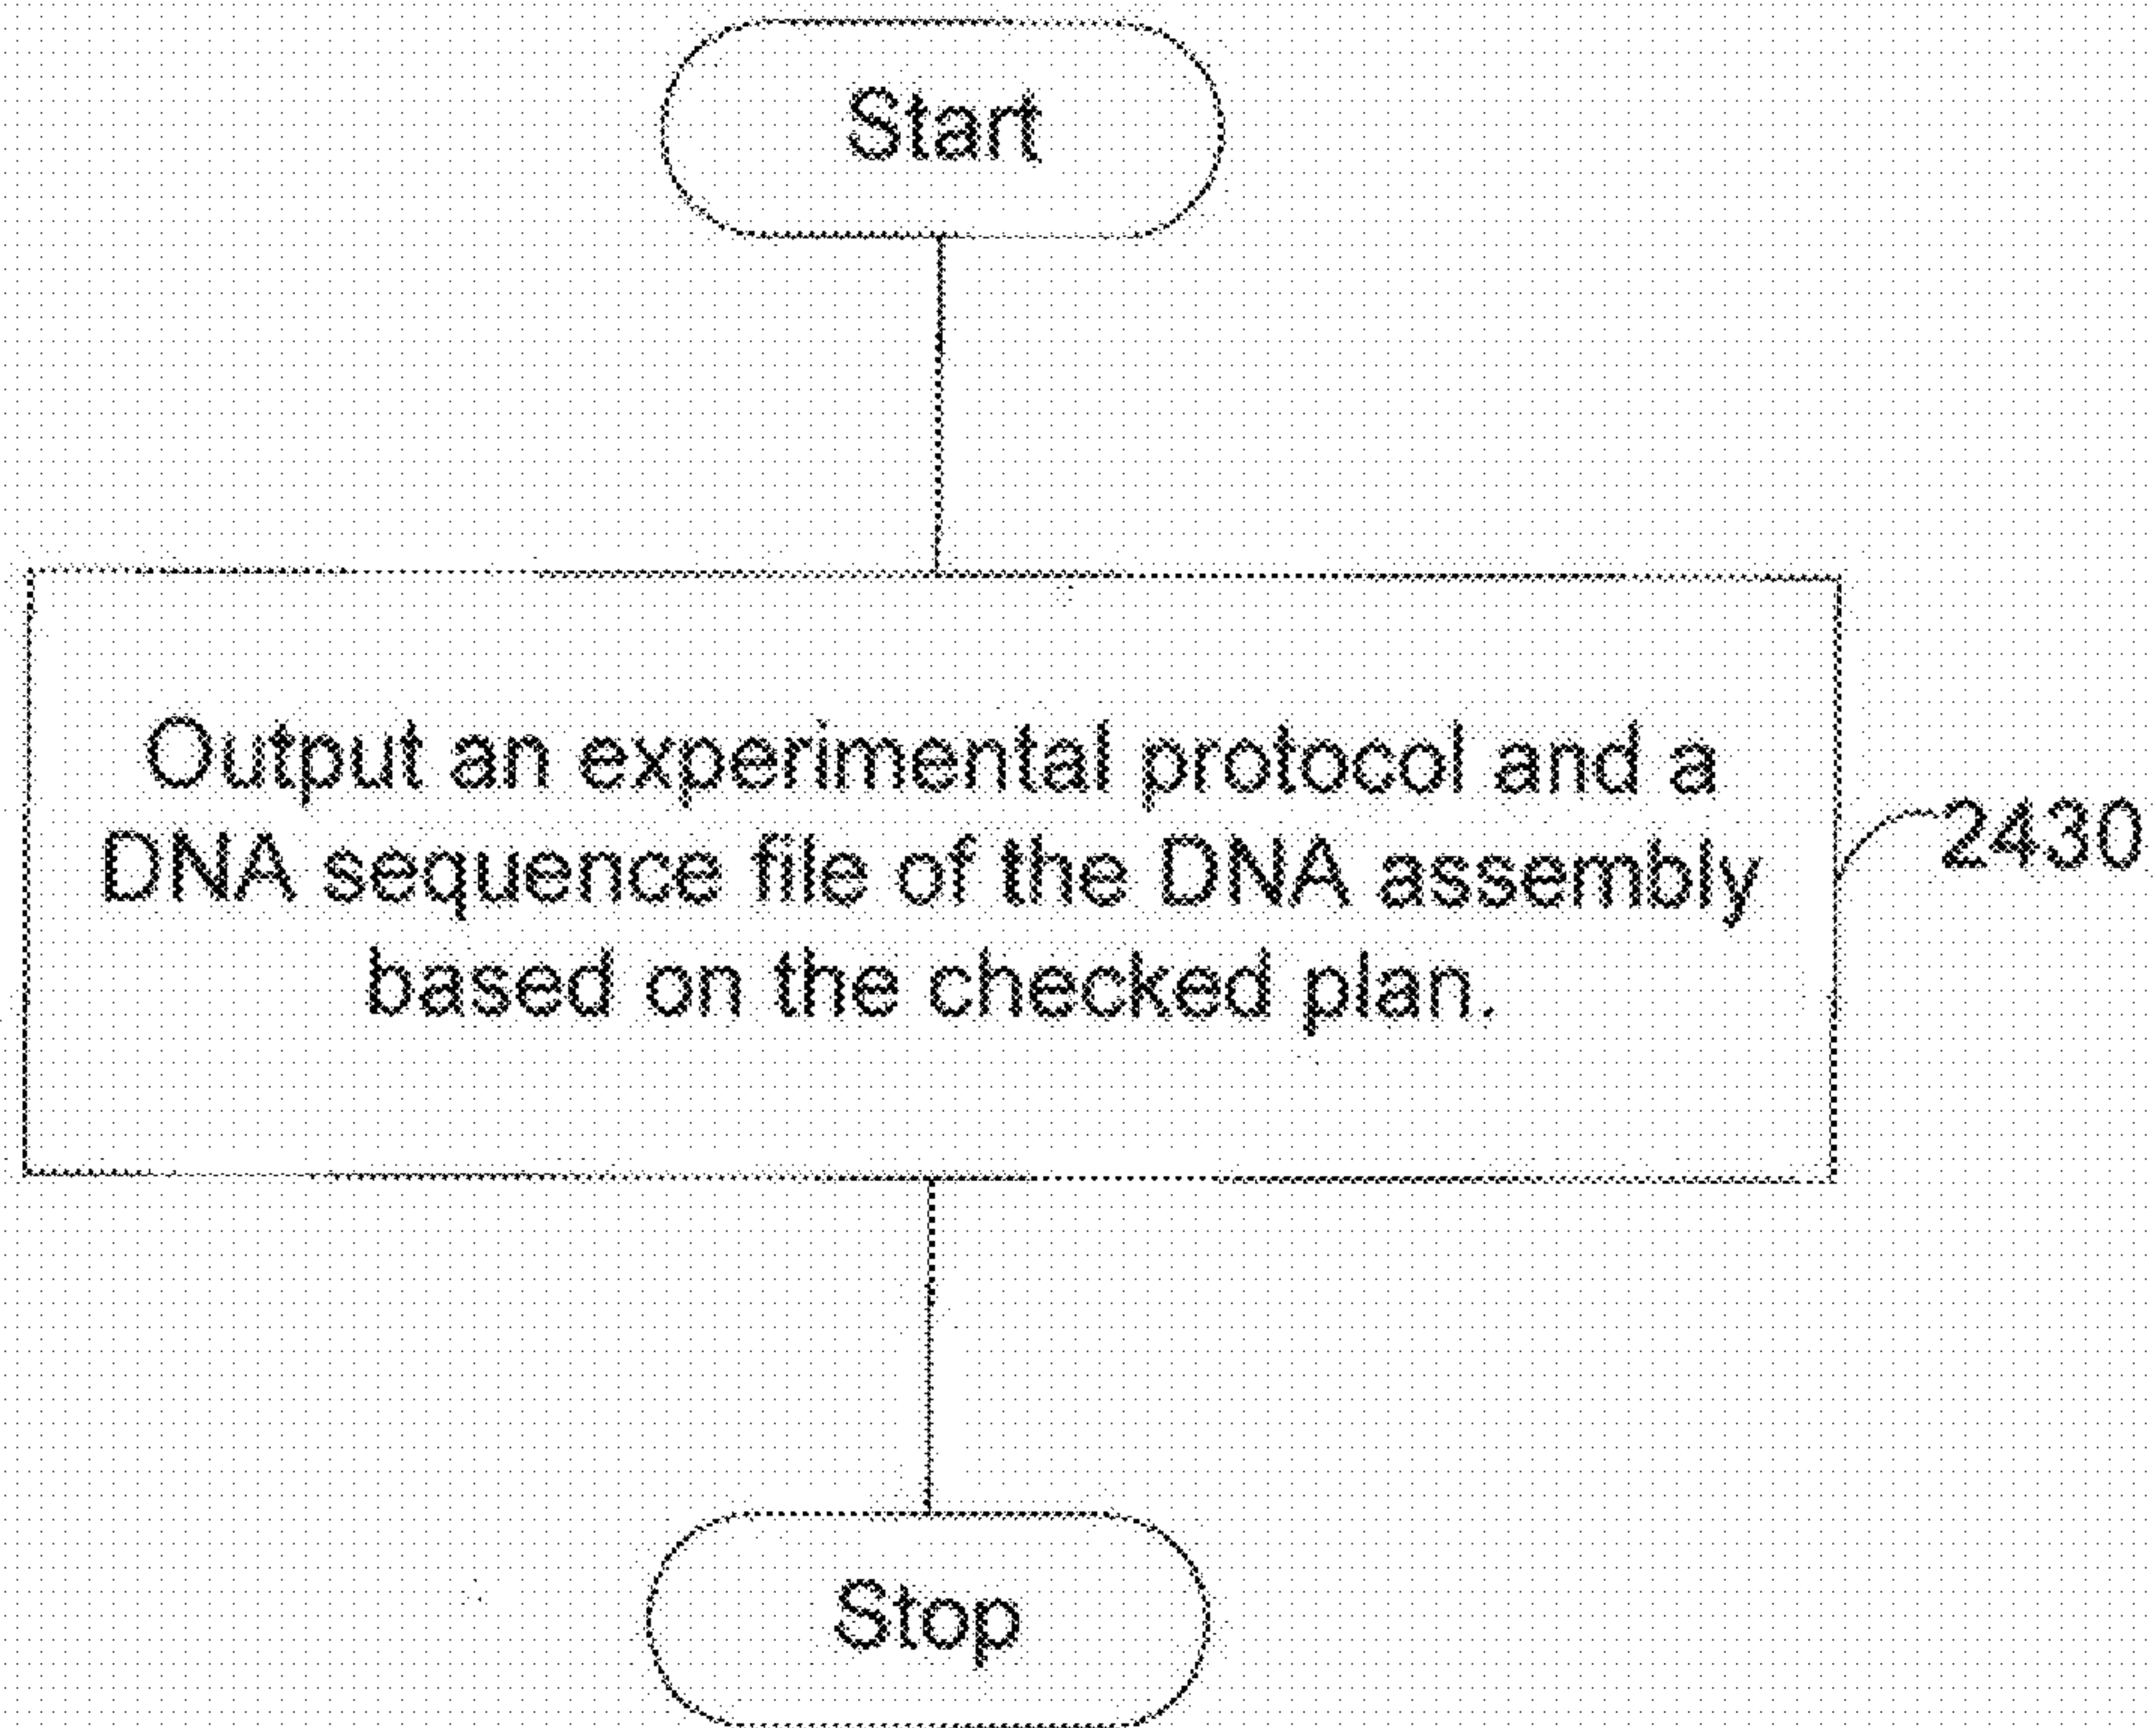 Start
Output an experimental protocol and a
DNA sequence file of the DNA assembly
based on the checked plan.
2430
Stop